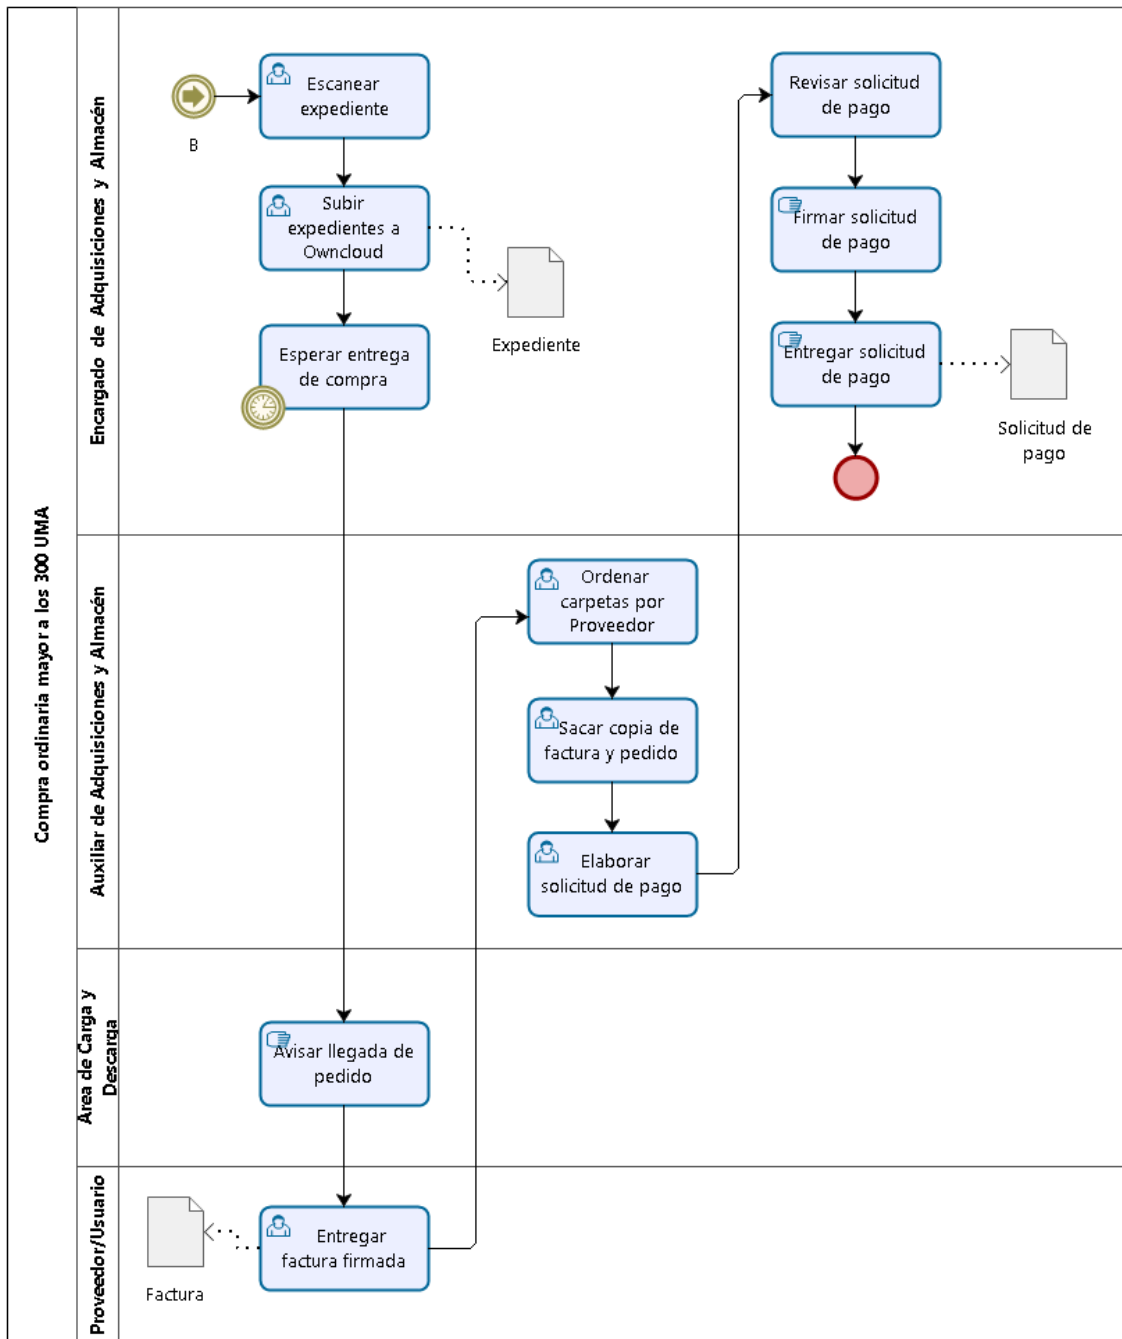 Compra ordinaria mayor a los 300 UMA
Encargado de Adquisiciones y Almacén
B
Escanear
expediente
Subir
expedientes a
Owncloud
Expediente
Esperar entrega
de compra
Revisar solicitud
de pago
Firmar solicitud
de pago
Entregar solicitud
de pago
Solicitud de
pago
Auxiliar de Adquisiciones y Almacén
Ordenar
carpetas por
Proveedor
Sacar copia de
factura y pedido
Elaborar
solicitud de pago
Área de Carga y
Descarga
Avisar llegada de
pedido
Proveedor/Usuario
Entregar
factura firmada
Factura